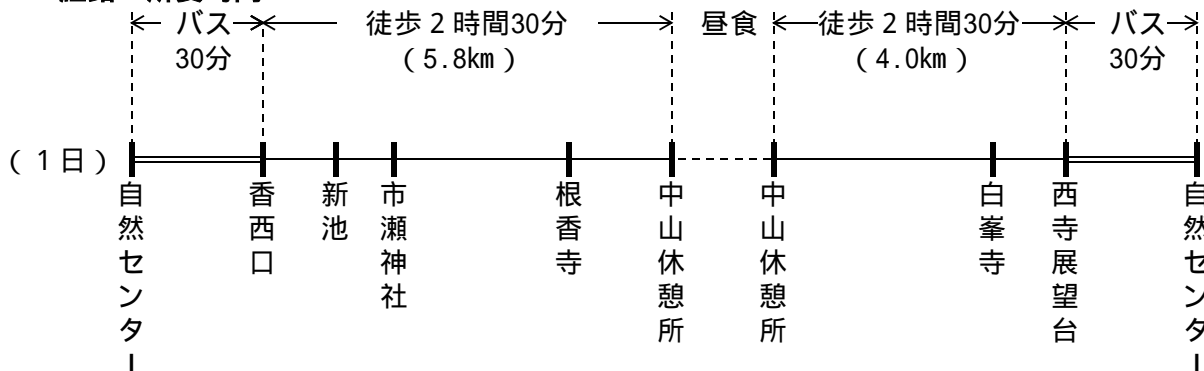 バス
30分
徒歩2時間30分
(5.8km)
昼食
徒歩2時間30分
(4.0km)
バス
30分
(1日)
自然センター
香西口
新池
市瀬神社
根香寺
中山休憩所
中山休憩所
白峯寺
西寺展望台
自然センター